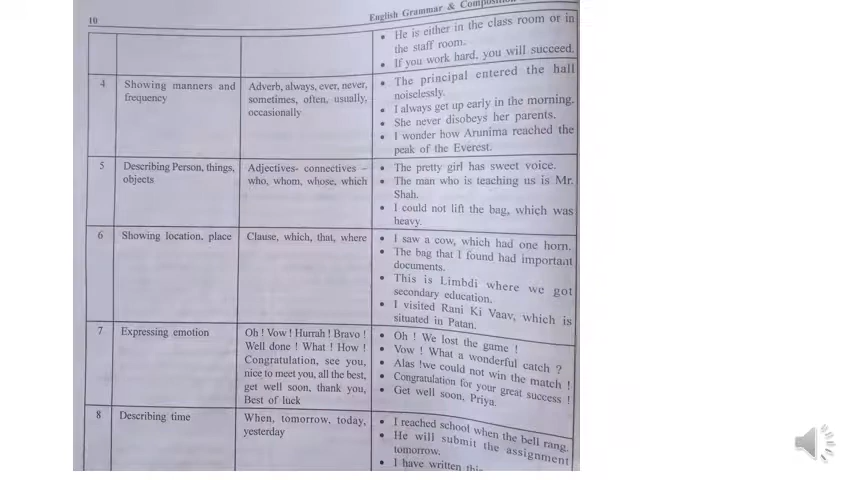 10
English Grammar & Composition
• He is either in the class room or in
the staff room.
• If you work hard, you will succeed.
4
Showing manners and
frequency
Adverb, always, ever, never,
sometimes, often, usually,
occasionally
• The principal entered the hall
noiselessly.
• I always get up early in the morning.
• She never disobeys her parents.
• I wonder how Arunima reached the
peak of the Everest.
5
Describing Person, things,
objects
Adjectives- connectives –
who, whom, whose, which
• The pretty girl has sweet voice.
• The man who is teaching us is Mr.
Shah.
• I could not lift the bag, which was
heavy.
6
Showing location, place
Clause, which, that, where
• I saw a cow, which had one horn.
• The bag that I found had important
documents.
• This is Limbdi where we got
secondary education.
• I visited Rani Ki Vaav, which is
situated in Patan.
7
Expressing emotion
Oh ! Vow ! Hurrah ! Bravo !
Well done ! What ! How !
Congratulation, see you,
nice to meet you, all the best,
get well soon, thank you,
Best of luck
• Oh ! We lost the game !
• Vow ! What a wonderful catch ?
• Alas !we could not win the match !
• Congratulation for your great success !
• Get well soon, Priya.
8
Describing time
When, tomorrow, today,
yesterday
• I reached school when the bell rang.
• He will submit the assignment
tomorrow.
• I have written